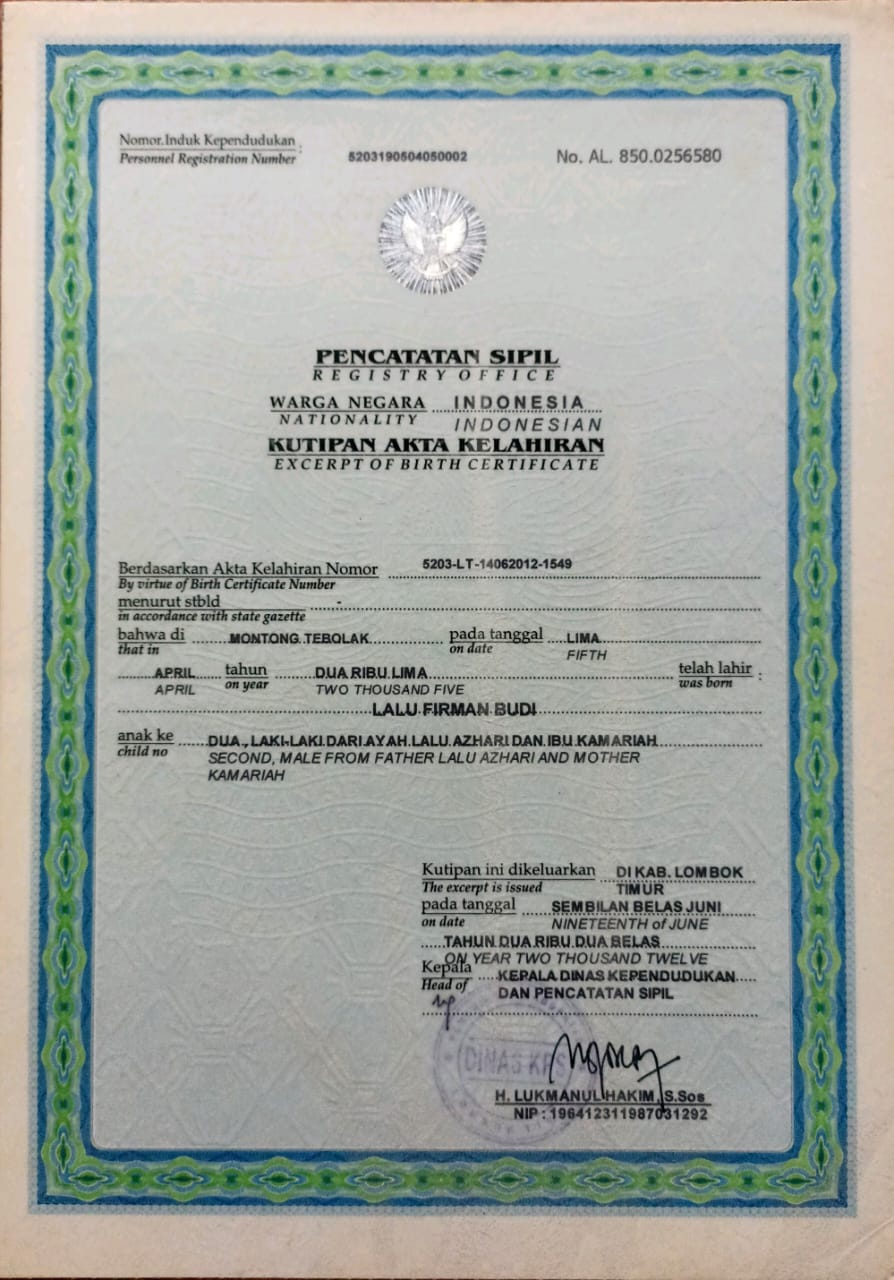 Nomor.Induk Kependudukan
Personnel Registration Number : 5203190504050002 No. AL. 850.0256580
PENCATATAN SIPIL
REGISTRY OFFICE
WARGA NEGARA INDONESIA
NATIONALITY INDONESIAN
KUTIPAN AKTA KELAHIRAN
EXCERPT OF BIRTH CERTIFICATE
Berdasarkan Akta Kelahiran Nomor 5203-LT-14062012-1549
By virtue of Birth Certificate Number
menurut stbld -
in accordance with state gazette
bahwa di MONTONG TEBOLAK pada tanggal LIMA
that in on date FIFTH
APRIL tahun DUA RIBU LIMA telah lahir :
APRIL on year TWO THOUSAND FIVE was born
LALU FIRMAN BUDI
anak ke DUA , LAKI-LAKI DARI AYAH LALU AZHARI DAN IBU KAMARIAH
child no SECOND, MALE FROM FATHER LALU AZHARI AND MOTHER
KAMARIAH
Kutipan ini dikeluarkan DI KAB. LOMBOK
The excerpt is issued TIMUR
pada tanggal SEMBILAN BELAS JUNI
on date NINETEENTH of JUNE
TAHUN DUA RIBU DUA BELAS
ON YEAR TWO THOUSAND TWELVE
Kepala KEPALA DINAS KEPENDUDUKAN
Head of DAN PENCATATAN SIPIL
DINAS
H. LUKMANUL HAKIM, S.Sos
NIP : 196412311987031292